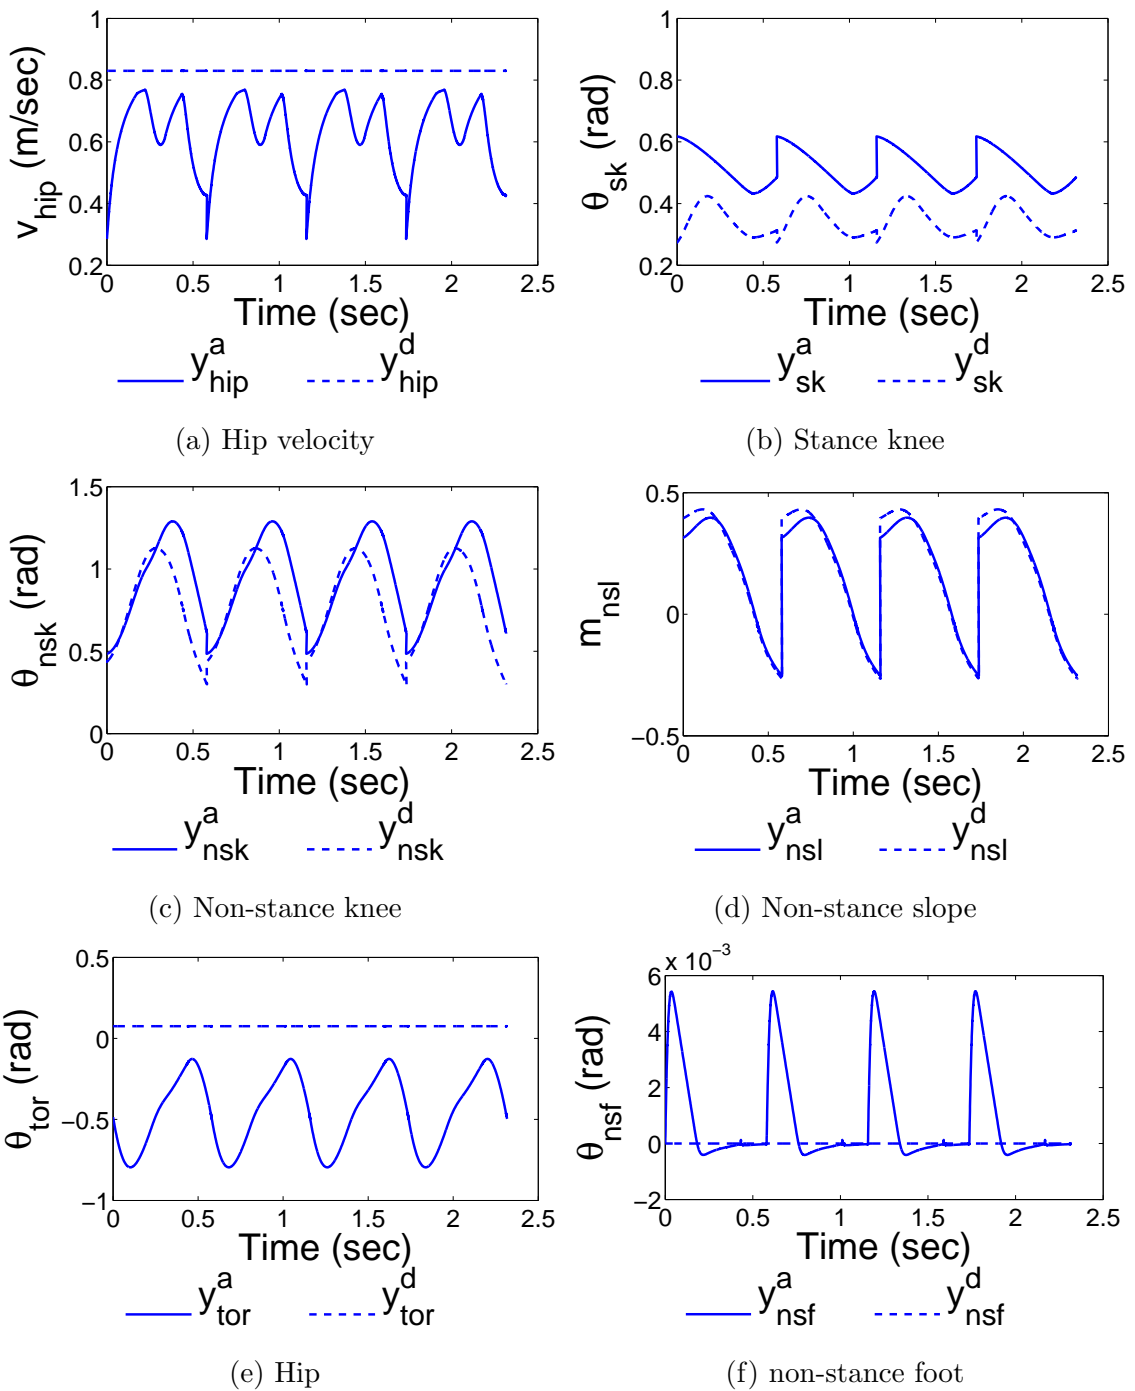 1
0.8
0.6
0.4
0.2
0 0.5 1 1.5 2 2.5
v_hip (m/sec)
Time (sec)
y^a_hip y^d_hip
(a) Hip velocity
1
0.8
0.6
0.4
0.2
0 0.5 1 1.5 2 2.5
θ_sk (rad)
Time (sec)
y^a_sk y^d_sk
(b) Stance knee
1.5
1
0.5
0
0 0.5 1 1.5 2 2.5
θ_nsk (rad)
Time (sec)
y^a_nsk y^d_nsk
(c) Non-stance knee
0.5
0
−0.5
0 0.5 1 1.5 2 2.5
m_nsl
Time (sec)
y^a_nsl y^d_nsl
(d) Non-stance slope
0.5
0
−0.5
−1
0 0.5 1 1.5 2 2.5
θ_tor (rad)
Time (sec)
y^a_tor y^d_tor
(e) Hip
x 10^−3
6
4
2
0
−2
0 0.5 1 1.5 2 2.5
θ_nsf (rad)
Time (sec)
y^a_nsf y^d_nsf
(f) non-stance foot